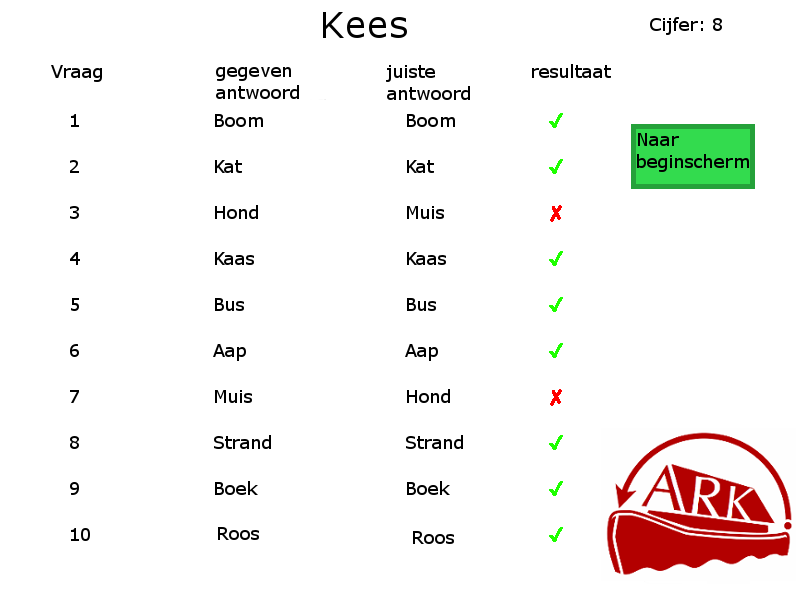 Kees
Cijfer: 8
Vraag gegeven antwoord juiste antwoord resultaat
1 Boom Boom ✓
2 Kat Kat ✓
3 Hond Muis ✗
4 Kaas Kaas ✓
5 Bus Bus ✓
6 Aap Aap ✓
7 Muis Hond ✗
8 Strand Strand ✓
9 Boek Boek ✓
10 Roos Roos ✓
Naar
beginscherm
ARK